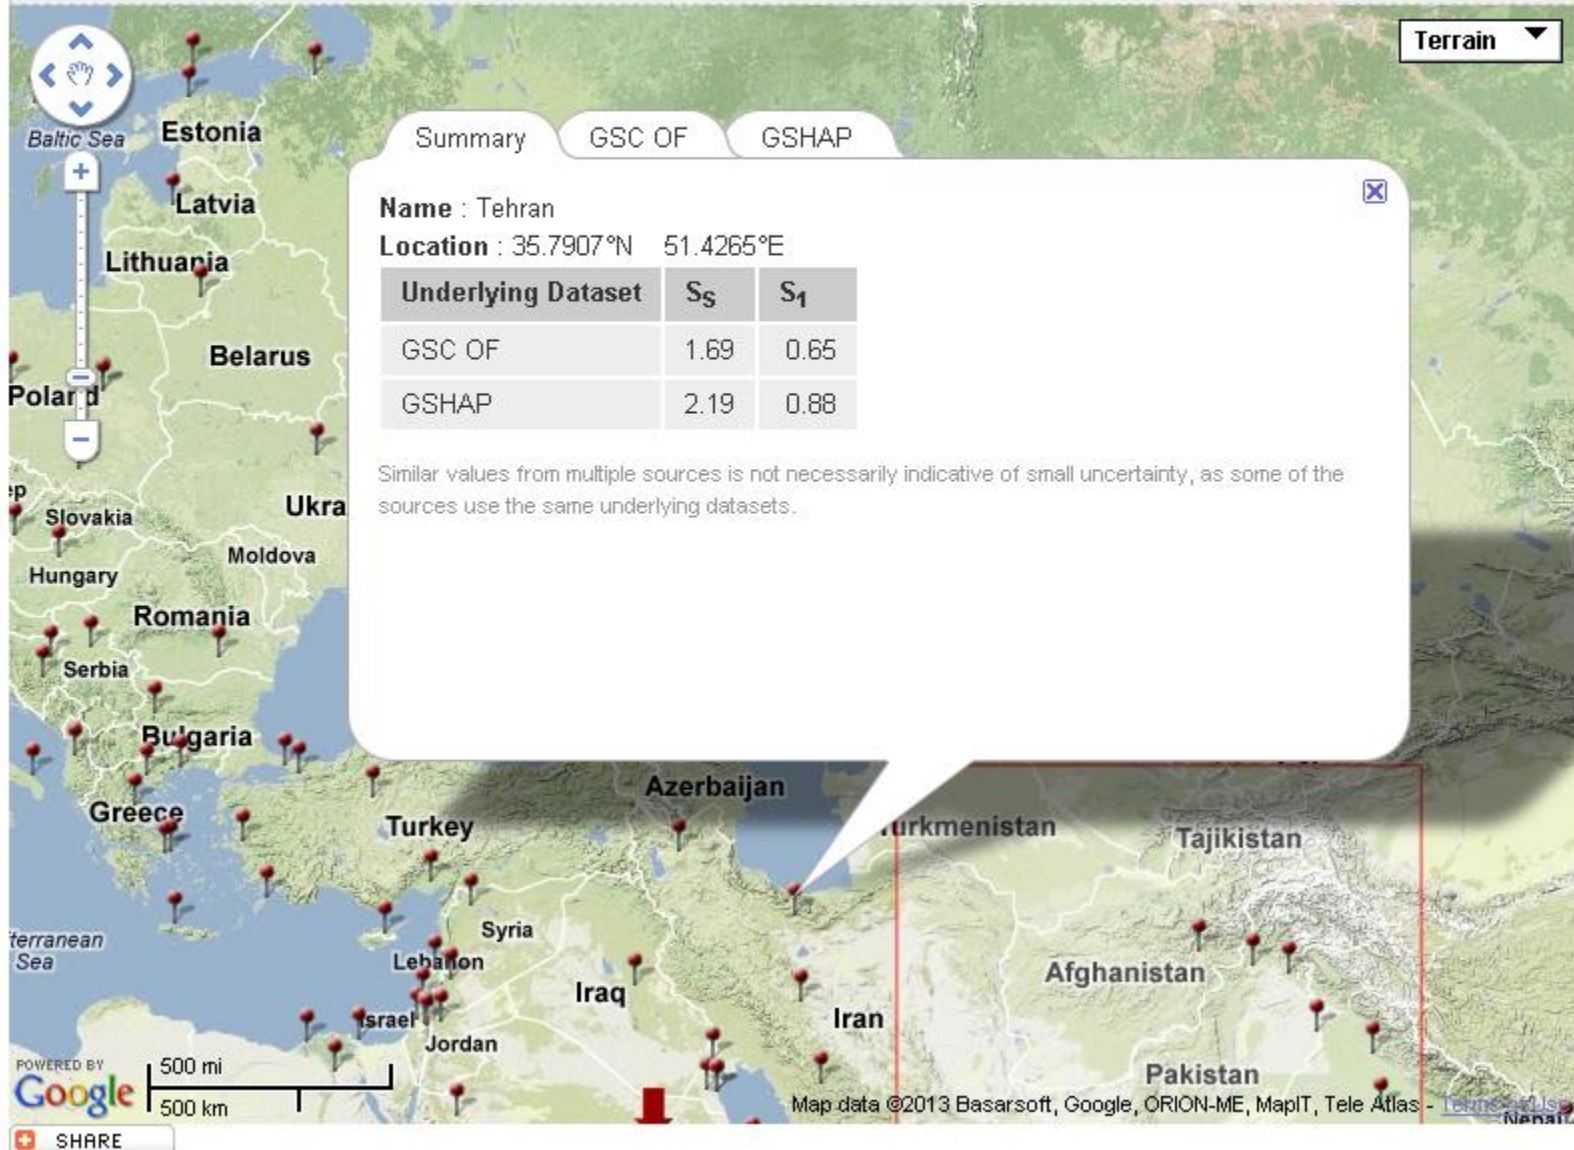 Terrain
Baltic Sea
Estonia
Latvia
Lithuania
Belarus
Poland
Slovakia
Ukra
Moldova
Hungary
Romania
Serbia
Bulgaria
Greece
Summary
GSC OF
GSHAP
Name : Tehran
Location : 35.7907°N 51.4265°E
Underlying Dataset SS S1
GSC OF 1.69 0.65
GSHAP 2.19 0.88
Similar values from multiple sources is not necessarily indicative of small uncertainty, as some of the
sources use the same underlying datasets.
Azerbaijan
Turkey
urkmenistan
Tajikistan
terranean
Sea
Syria
Lebanon
Iraq
Afghanistan
Iran
Israel
Jordan
Pakistan
POWERED BY
Google
500 mi
500 km
Map data ©2013 Basarsoft, Google, ORION-ME, MapIT, Tele Atlas - Terms of Use
Nepal
SHARE